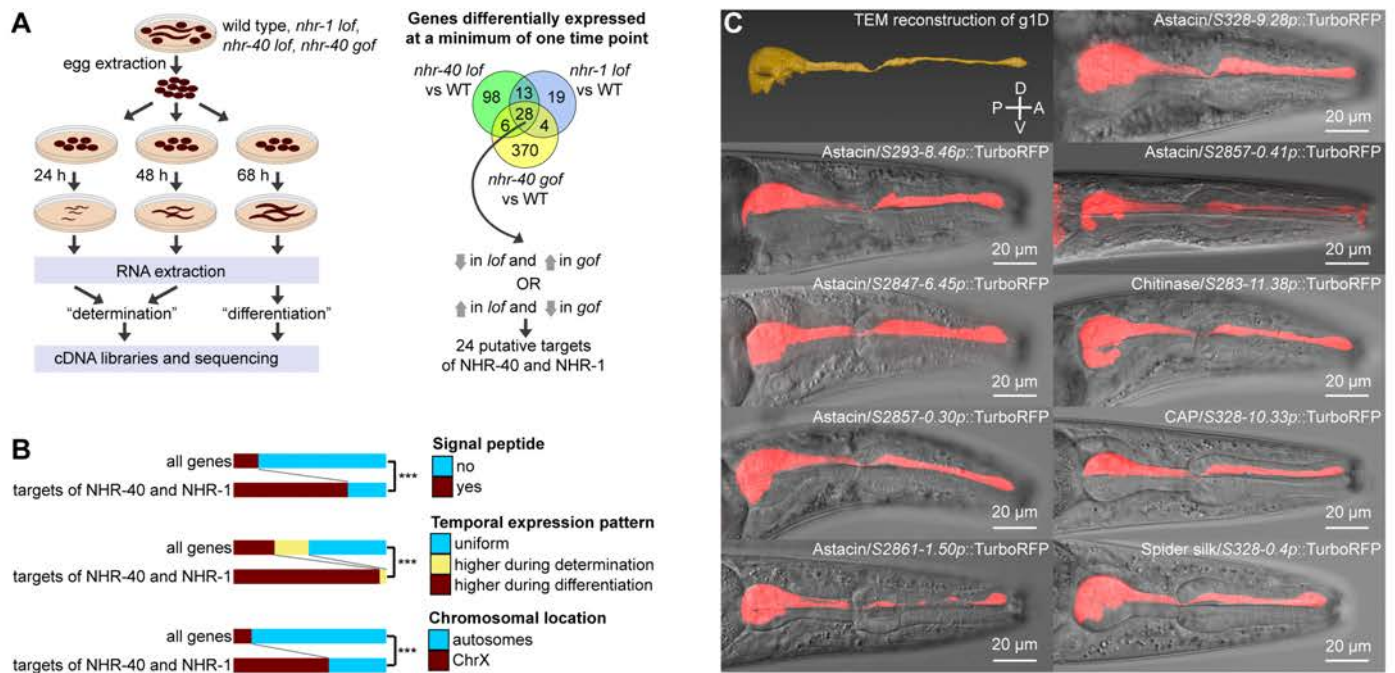 A
wild type, nhr-1 lof,
nhr-40 lof, nhr-40 gof
egg extraction
24 h
48 h
68 h
RNA extraction
“determination”
“differentiation”
cDNA libraries and sequencing
Genes differentially expressed
at a minimum of one time point
nhr-40 lof
vs WT
nhr-1 lof
vs WT
98
13
19
28
6
4
370
nhr-40 gof
vs WT
in lof and
in gof
OR
in lof and
in gof
24 putative targets
of NHR-40 and NHR-1
B
Signal peptide
all genes
no
targets of NHR-40 and NHR-1
yes
***
Temporal expression pattern
all genes
uniform
higher during determination
targets of NHR-40 and NHR-1
higher during differentiation
***
Chromosomal location
all genes
autosomes
targets of NHR-40 and NHR-1
ChrX
***
C
TEM reconstruction of g1D
D
P
A
V
Astacin/S328-9.28p::TurboRFP
20 µm
Astacin/S293-8.46p::TurboRFP
20 µm
Astacin/S2857-0.41p::TurboRFP
20 µm
Astacin/S2847-6.45p::TurboRFP
20 µm
Chitinase/S283-11.38p::TurboRFP
20 µm
Astacin/S2857-0.30p::TurboRFP
20 µm
CAP/S328-10.33p::TurboRFP
20 µm
Astacin/S2861-1.50p::TurboRFP
20 µm
Spider silk/S328-0.4p::TurboRFP
20 µm